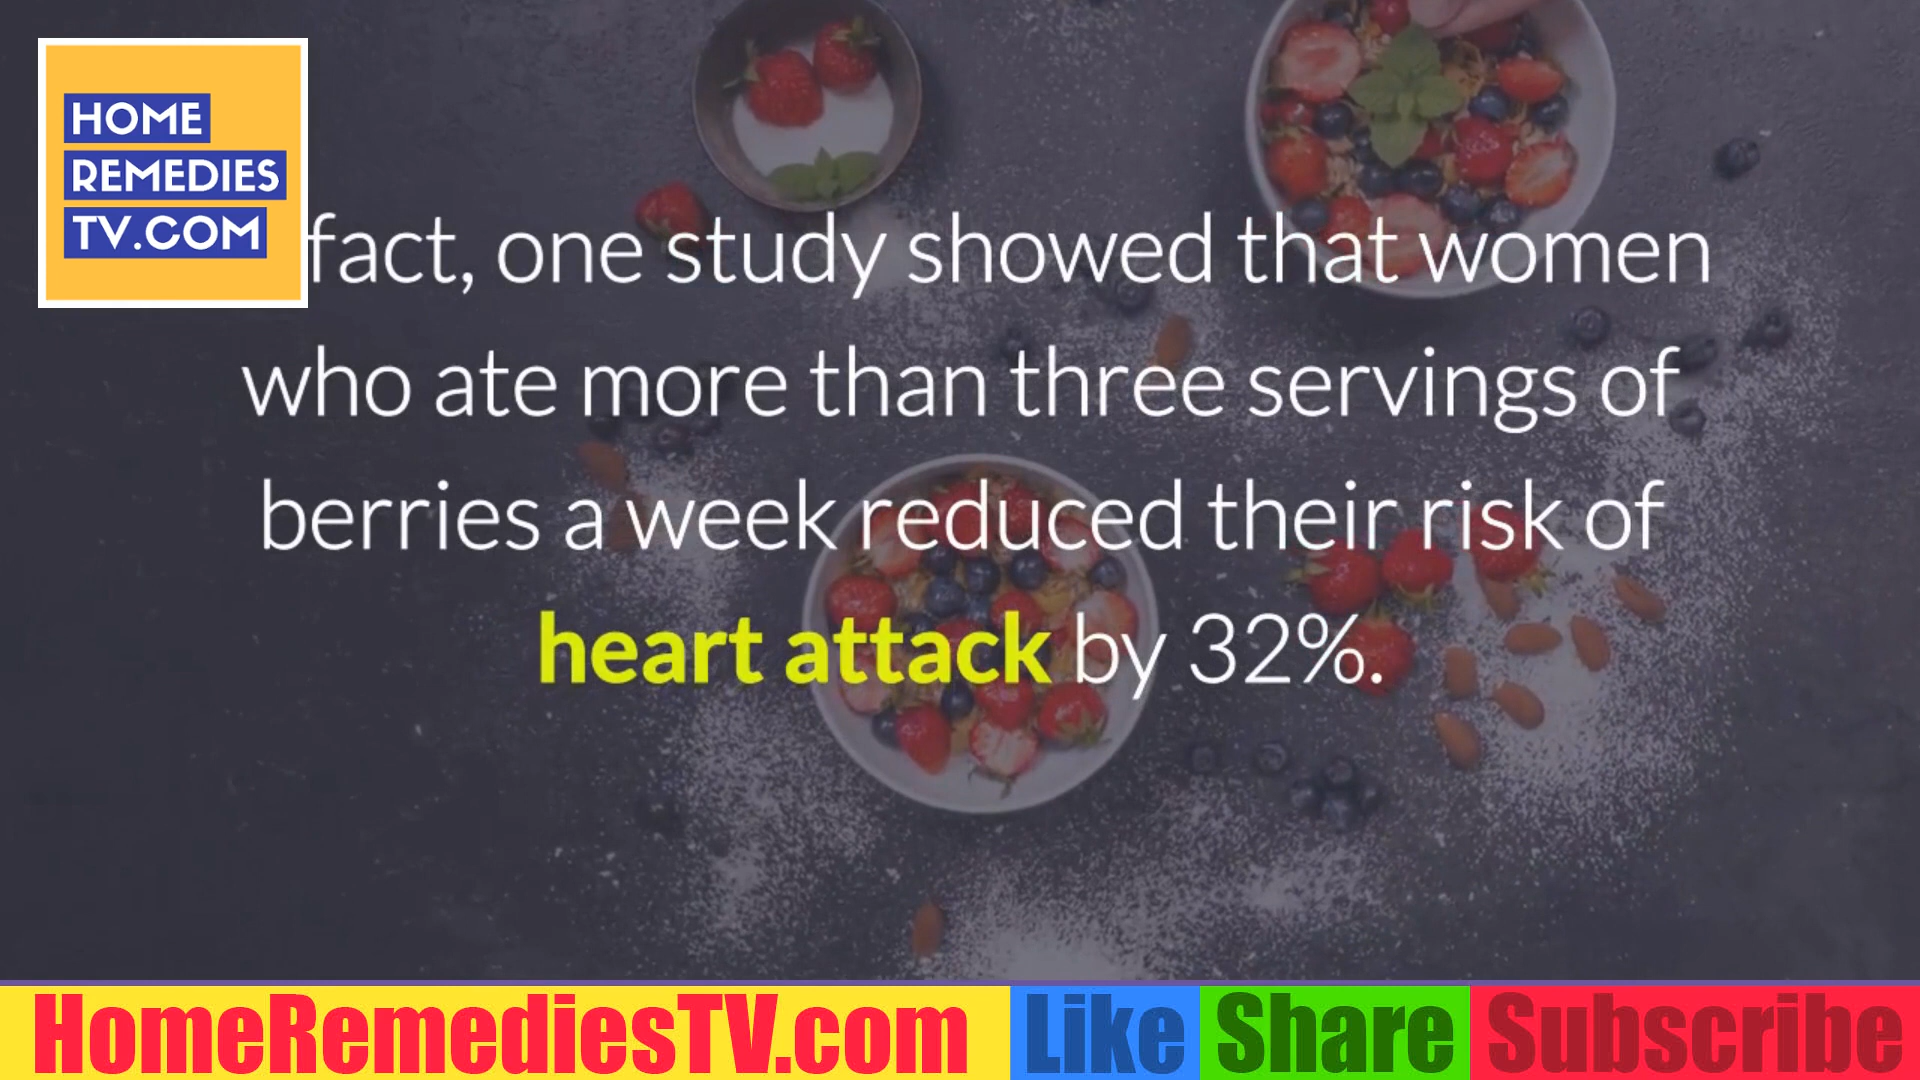 HOME
REMEDIES
TV.COM
fact, one study showed that women
who ate more than three servings of
berries a week reduced their risk of
heart attack by 32%.
HomeRemediesTV.com Like Share Subscribe